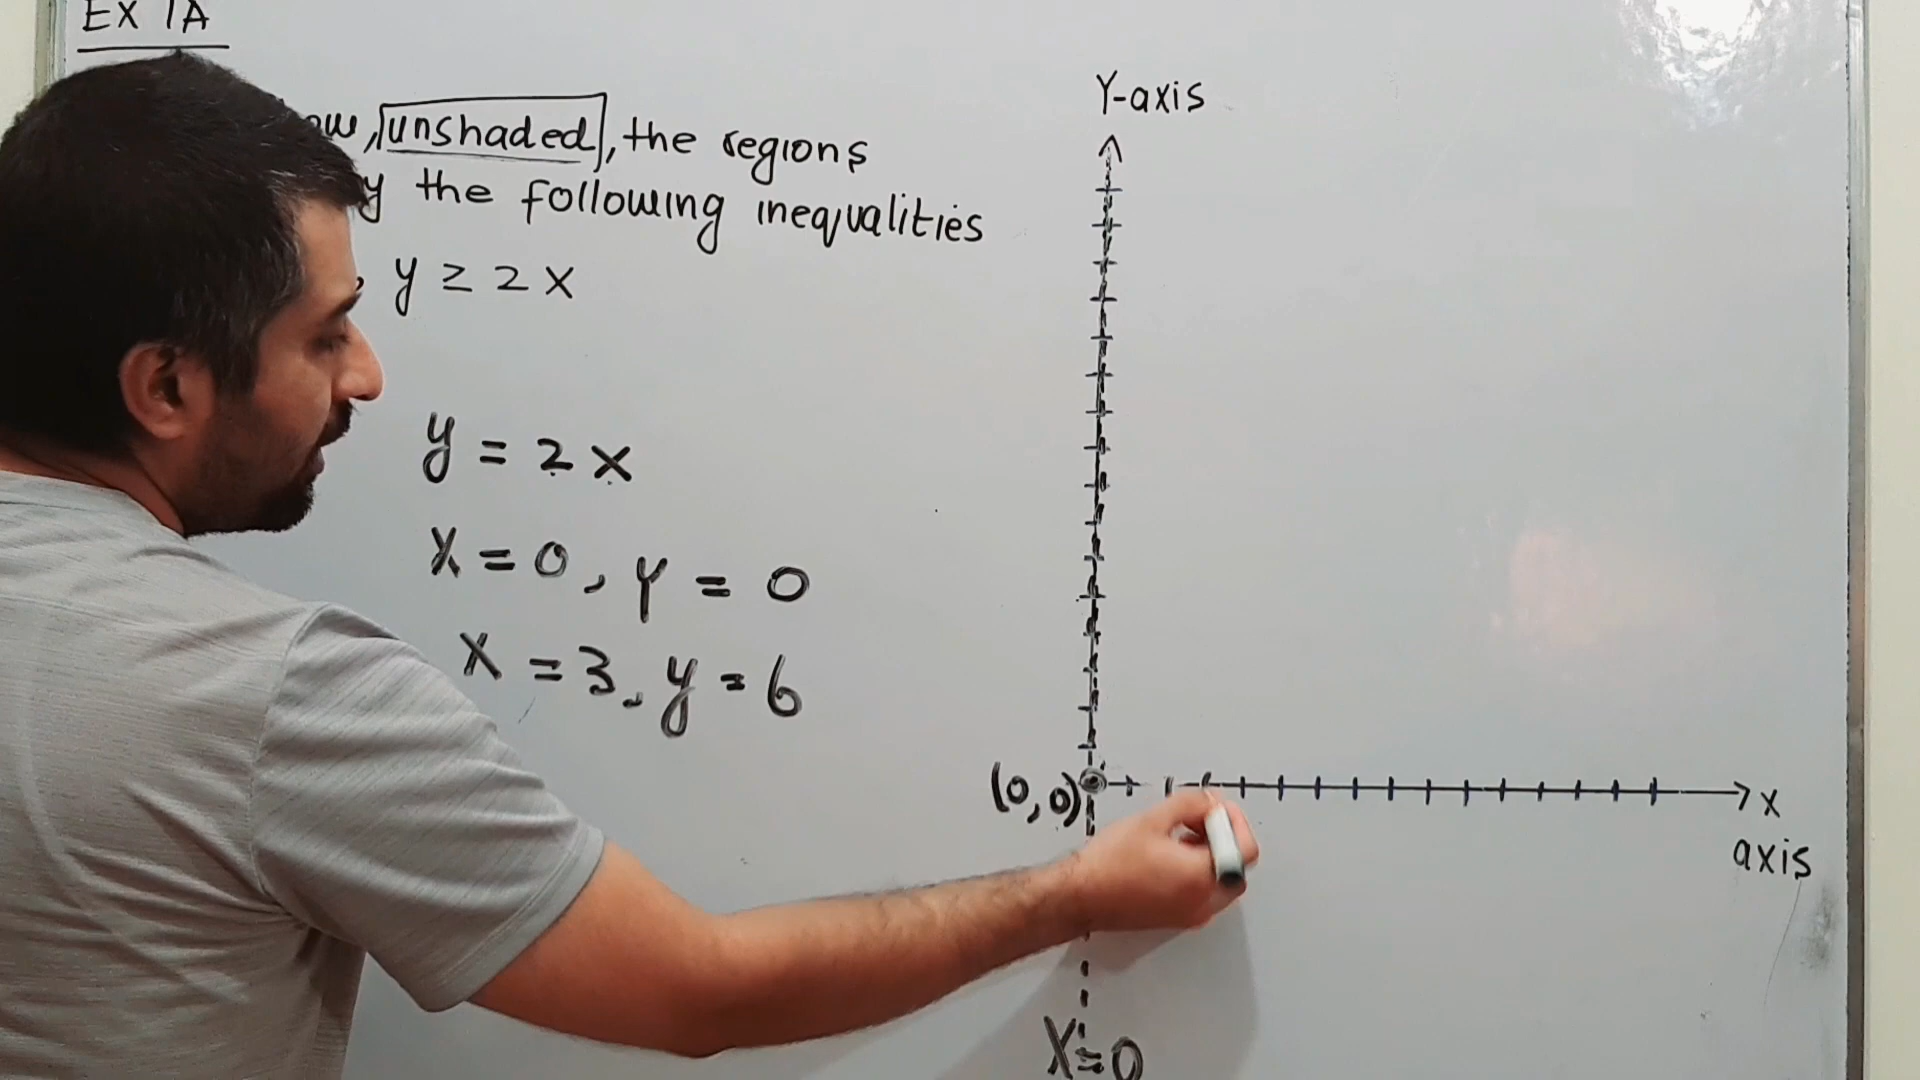 EX 1A
unshaded, the regions
the following inequalities
y ≥ 2x
y = 2x
x = 0, y = 0
x = 3, y = 6
Y-axis
(0,0)
x
axis
X=0